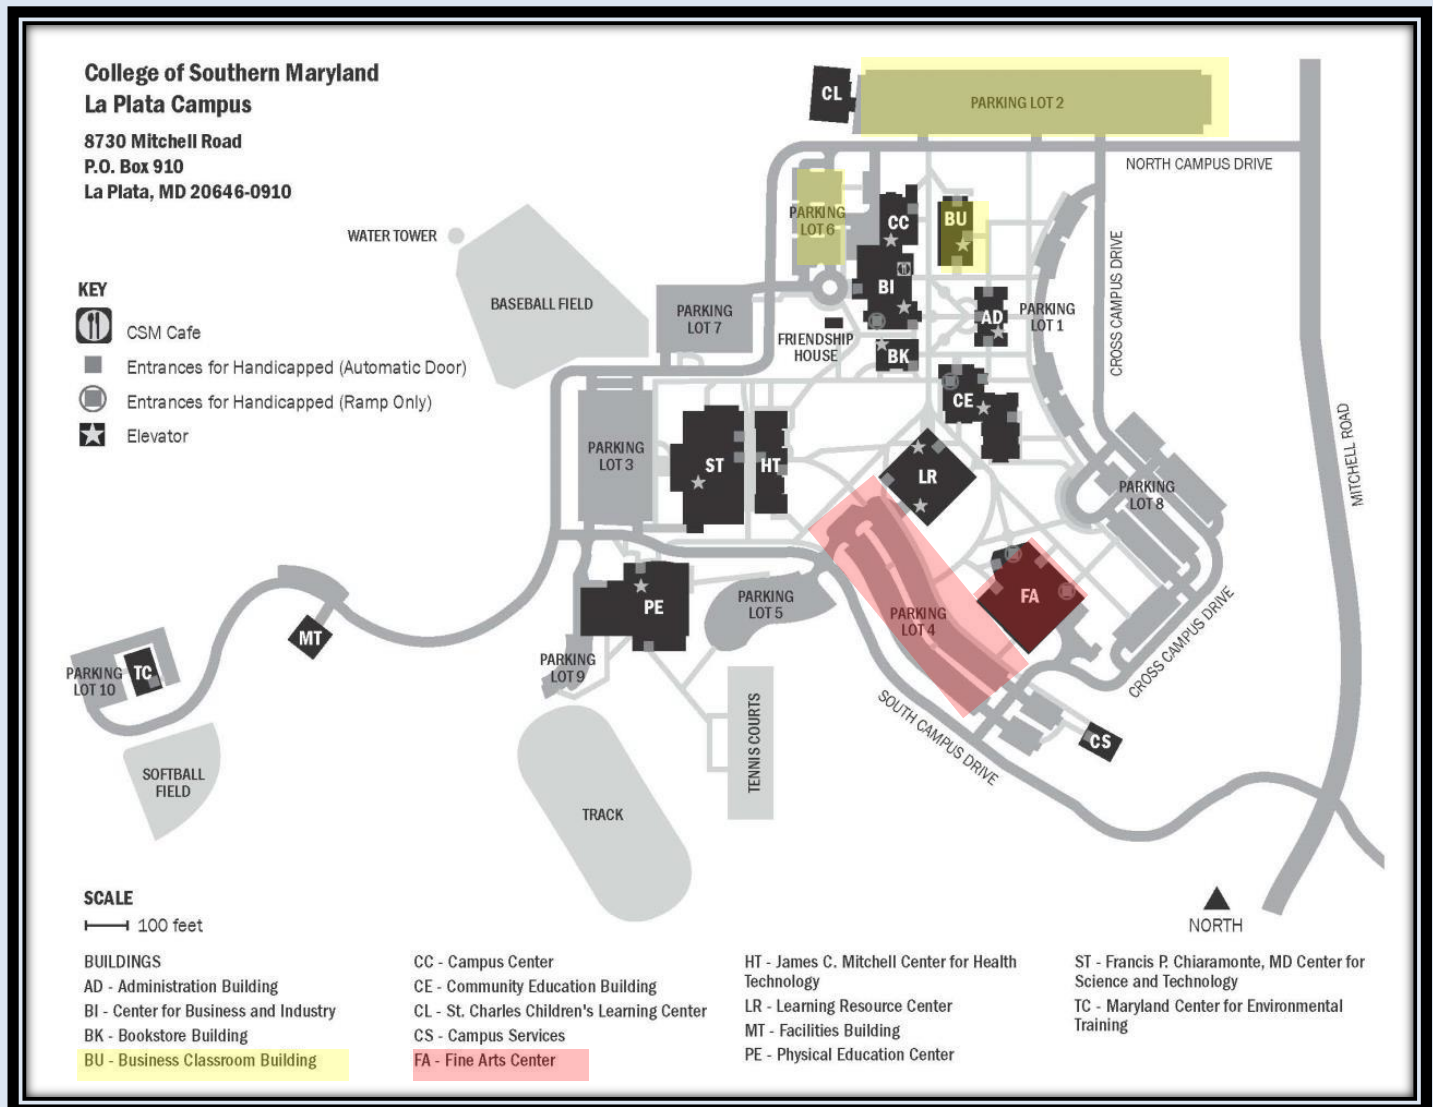 College of Southern Maryland
La Plata Campus
8730 Mitchell Road
P.O. Box 910
La Plata, MD 20646-0910
KEY
CSM Cafe
Entrances for Handicapped (Automatic Door)
Entrances for Handicapped (Ramp Only)
Elevator
CL
PARKING LOT 2
NORTH CAMPUS DRIVE
WATER TOWER
BASEBALL FIELD
PARKING
LOT 6
CC
BU
BI
AD
PARKING
LOT 1
CROSS CAMPUS DRIVE
PARKING
LOT 7
FRIENDSHIP
HOUSE
BK
CE
MITCHELL ROAD
PARKING
LOT 3
ST
HT
LR
PARKING
LOT 8
PE
PARKING
LOT 5
PARKING
LOT 4
FA
CROSS CAMPUS DRIVE
MT
PARKING
LOT 10
TC
PARKING
LOT 9
SOUTH CAMPUS DRIVE
CS
TENNIS COURTS
SOFTBALL
FIELD
TRACK
SCALE
100 feet
NORTH
BUILDINGS
AD - Administration Building
BI - Center for Business and Industry
BK - Bookstore Building
BU - Business Classroom Building
CC - Campus Center
CE - Community Education Building
CL - St. Charles Children's Learning Center
CS - Campus Services
FA - Fine Arts Center
HT - James C. Mitchell Center for Health
Technology
LR - Learning Resource Center
MT - Facilities Building
PE - Physical Education Center
ST - Francis P. Chiaramonte, MD Center for
Science and Technology
TC - Maryland Center for Environmental
Training